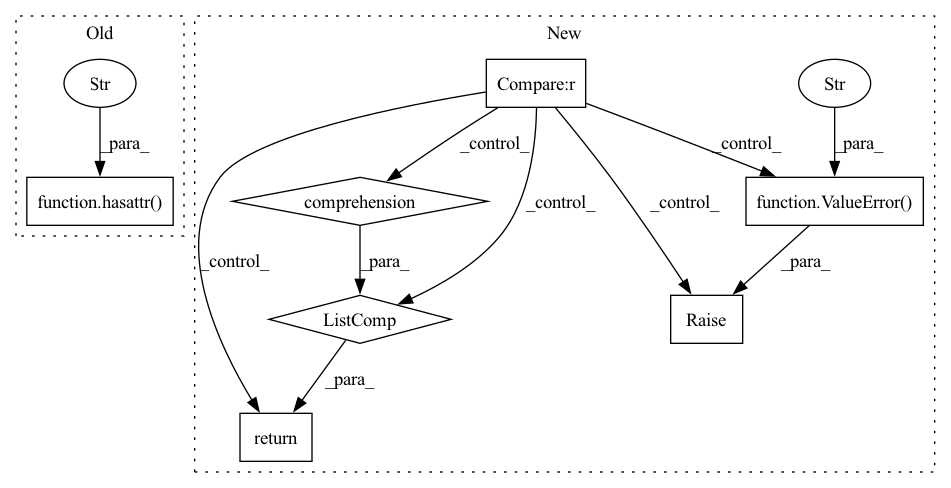 Old
New
Str
Compare:r
Str
_para_
_control_
_control_
_para_
function.hasattr()
comprehension
_control_
_control_
function.ValueError()
_control_
_para_
_para_
ListComp
Raise
_para_
return